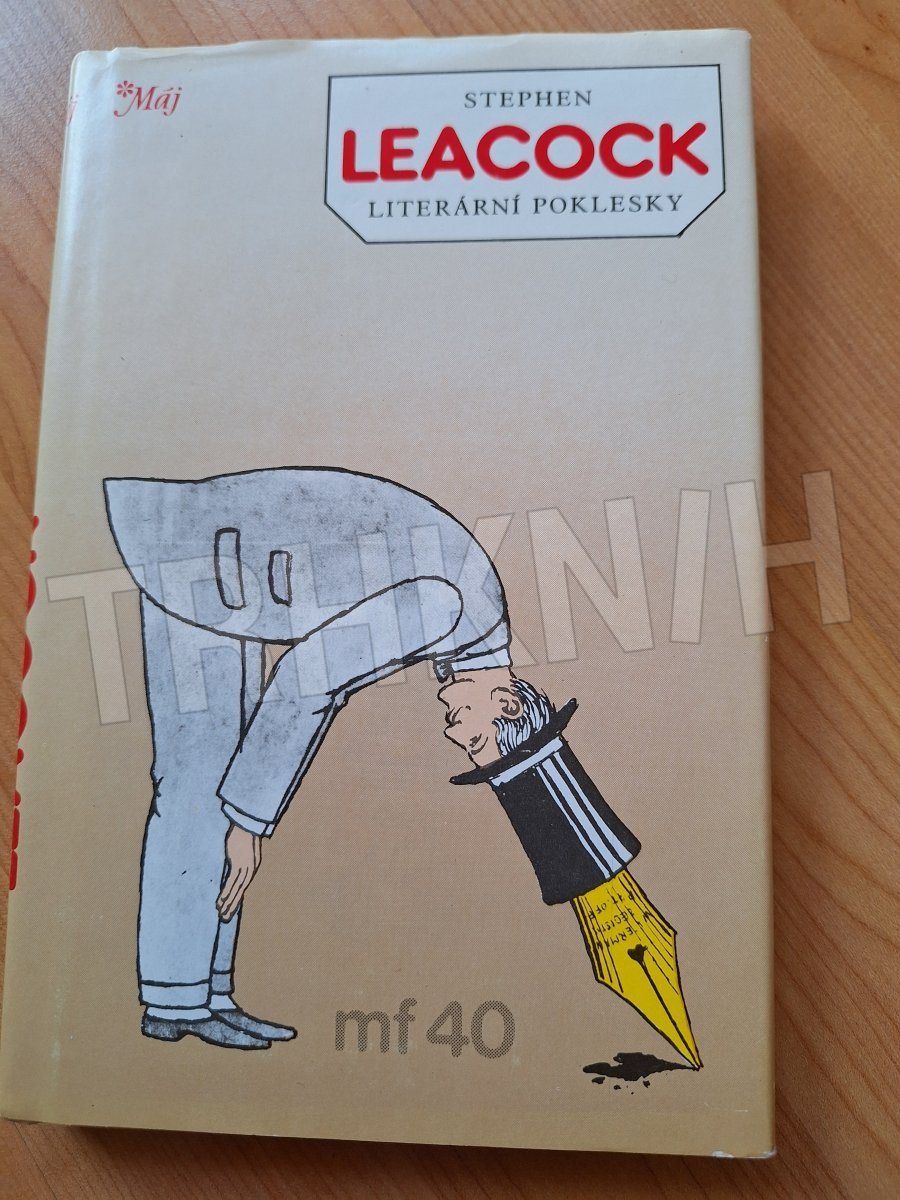 *Máj
STEPHEN
LEACOCK
LITERÁRNÍ POKLESKY
TRHKNIH
mf 40